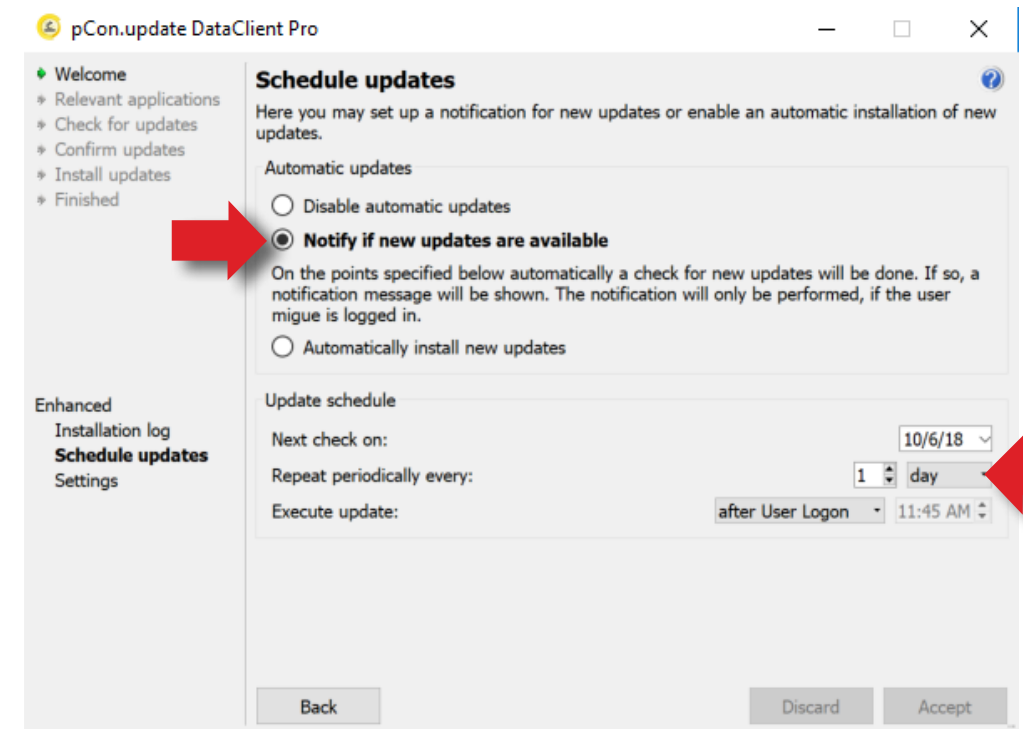 pCon.update DataClient Pro
Welcome
Relevant applications
Check for updates
Confirm updates
Install updates
Finished
Enhanced
Installation log
Schedule updates
Settings
Schedule updates
Here you may set up a notification for new updates or enable an automatic installation of new
updates.
Automatic updates
Disable automatic updates
Notify if new updates are available
On the points specified below automatically a check for new updates will be done. If so, a
notification message will be shown. The notification will only be performed, if the user
migue is logged in.
Automatically install new updates
Update schedule
Next check on: 10/6/18
Repeat periodically every: 1 day
Execute update: after User Logon 11:45 AM
Back Discard Accept